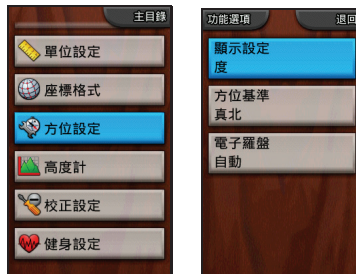 主目錄
單位設定
座標格式
方位設定
高度計
校正設定
健身設定
功能選項
退回
顯示設定
度
方位基準
真北
電子羅盤
自動